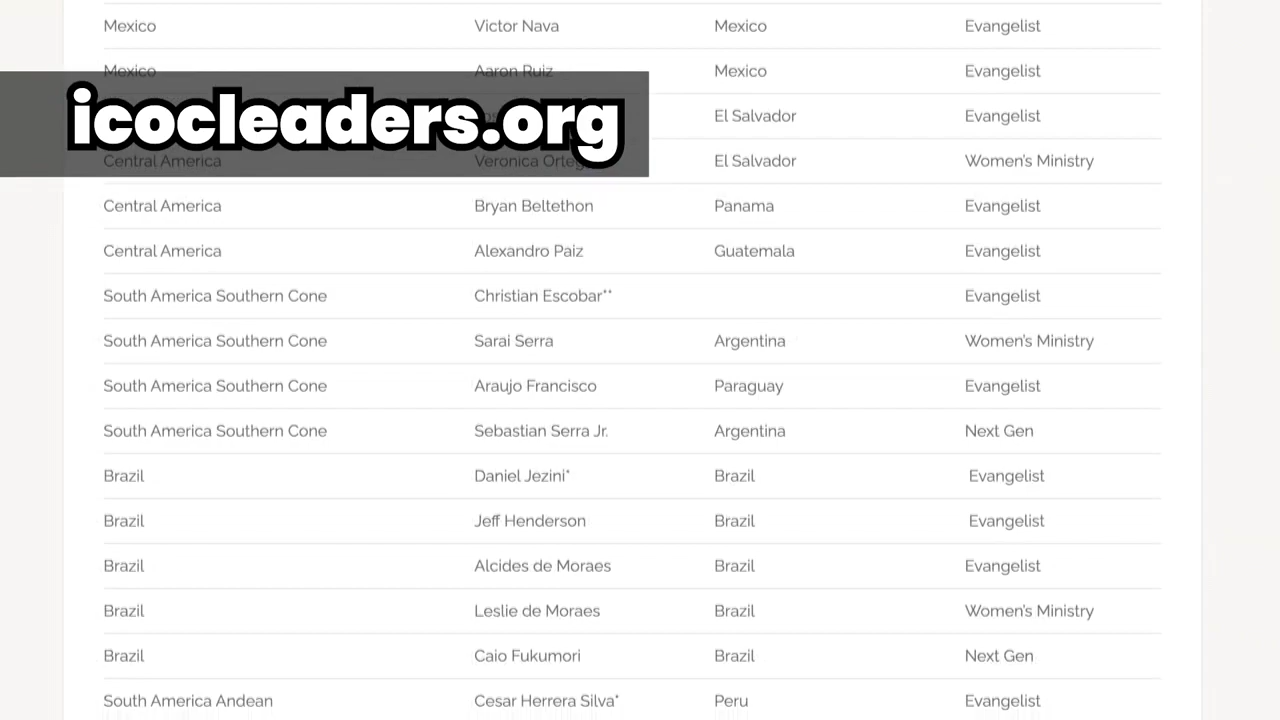 Mexico Victor Nava Mexico Evangelist
Mexico Aaron Ruiz Mexico Evangelist
icocleaders.org
El Salvador Evangelist
Central America Veronica El Salvador Women's Ministry
Central America Bryan Beltethon Panama Evangelist
Central America Alexandro Paiz Guatemala Evangelist
South America Southern Cone Christian Escobar** Evangelist
South America Southern Cone Sarai Serra Argentina Women's Ministry
South America Southern Cone Araujo Francisco Paraguay Evangelist
South America Southern Cone Sebastian Serra Jr. Argentina Next Gen
Brazil Daniel Jezini* Brazil Evangelist
Brazil Jeff Henderson Brazil Evangelist
Brazil Alcides de Moraes Brazil Evangelist
Brazil Leslie de Moraes Brazil Women's Ministry
Brazil Caio Fukumori Brazil Next Gen
South America Andean Cesar Herrera Silva* Peru Evangelist